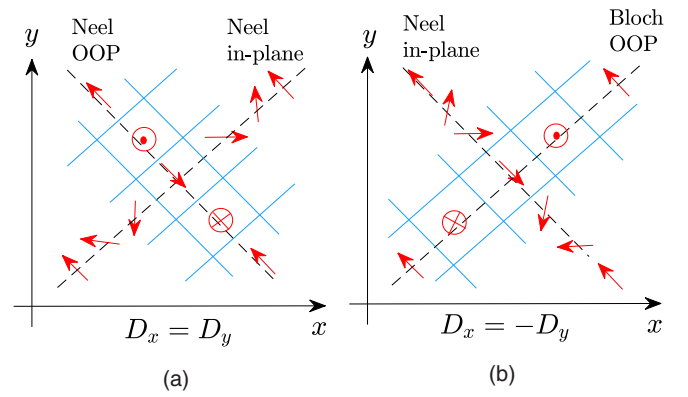 Neel
OOP
Neel
in-plane
y
x
D_x = D_y
(a)
Neel
in-plane
Bloch
OOP
y
x
D_x = -D_y
(b)